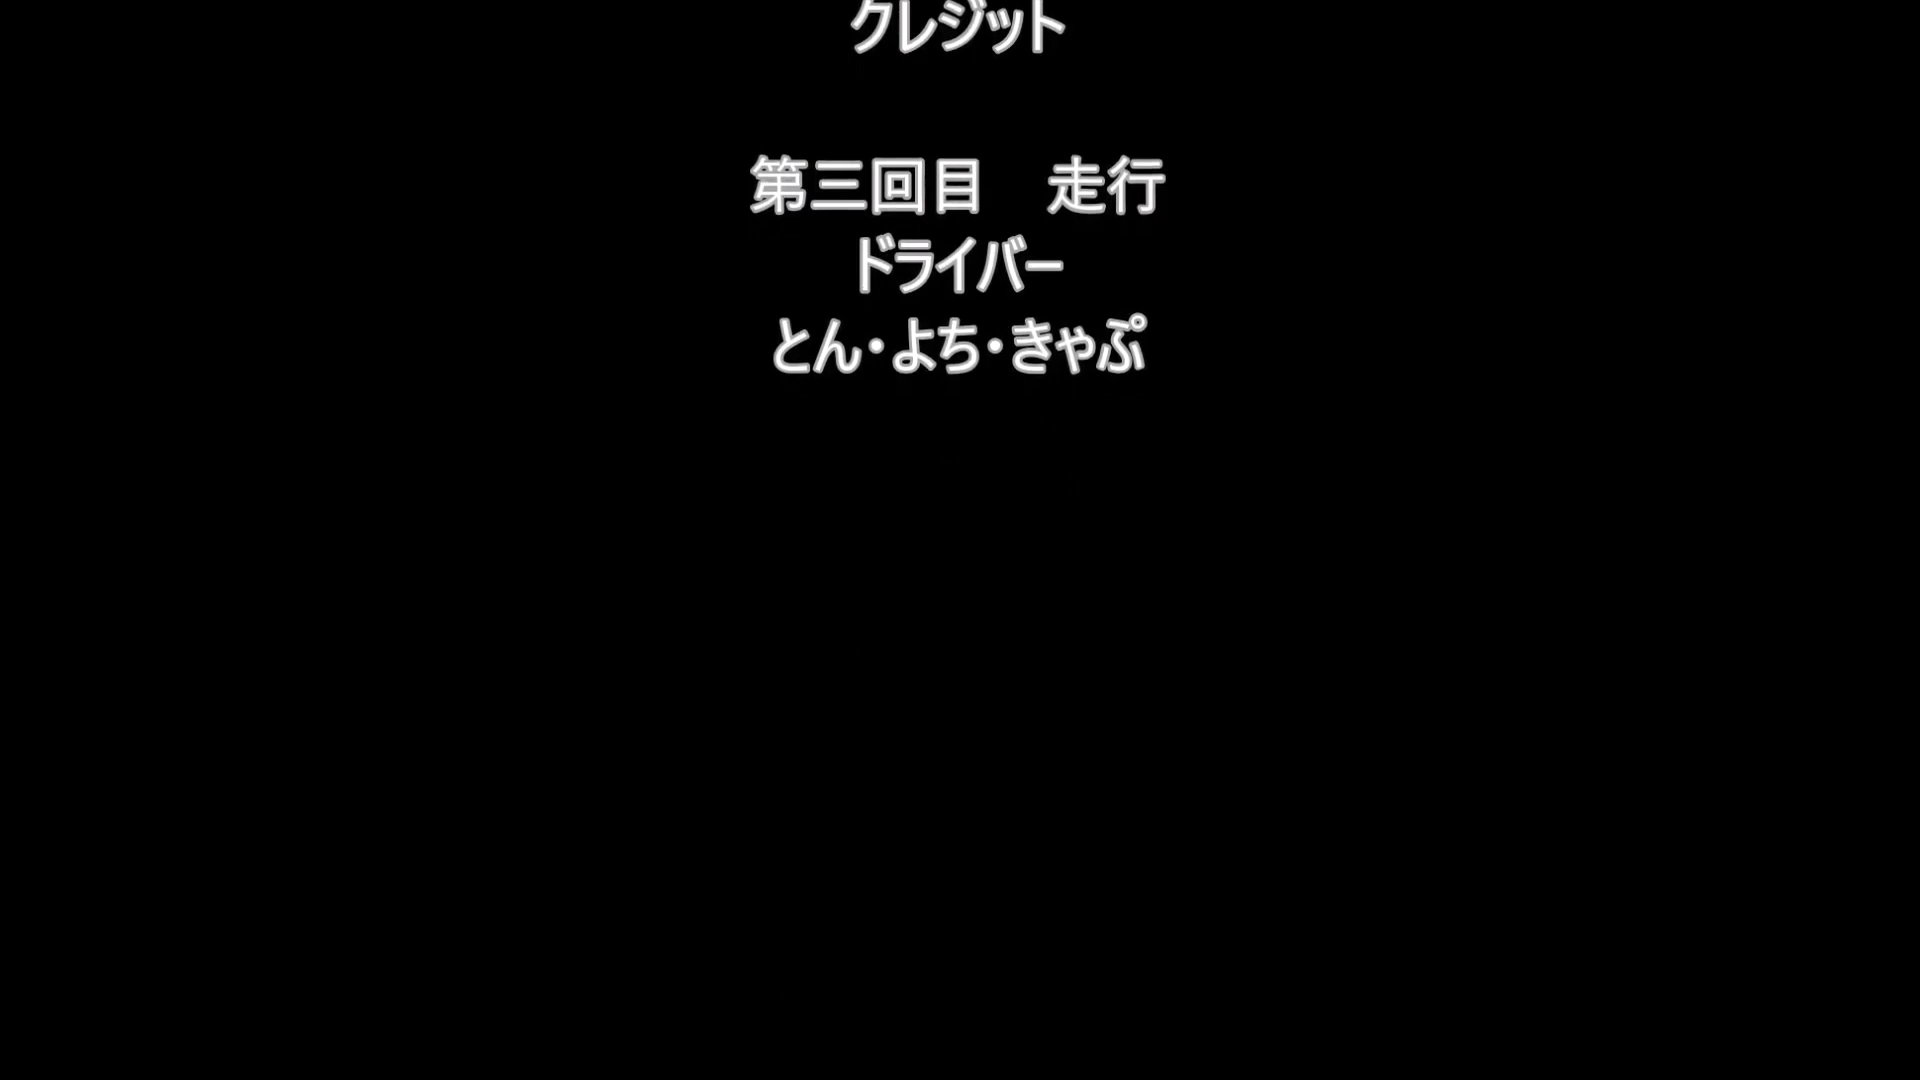 クレジット
第三回目　走行
ドライバー
とん・よち・きゃぷ